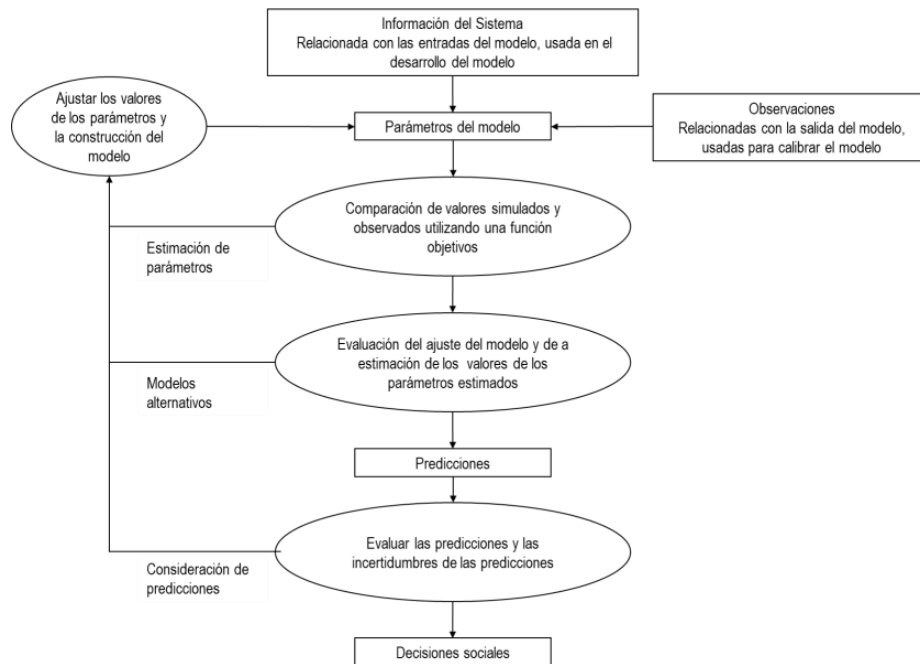 Información del Sistema
Relacionada con las entradas del modelo, usada en el
desarrollo del modelo
Ajustar los valores
de los parámetros y
la construcción del
modelo
Parámetros del modelo
Observaciones
Relacionadas con la salida del modelo,
usadas para calibrar el modelo
Comparación de valores simulados y
observados utilizando una función
objetivos
Estimación de
parámetros
Evaluación del ajuste del modelo y de a
estimación de los valores de los
parámetros estimados
Modelos
alternativos
Predicciones
Evaluar las predicciones y las
incertidumbres de las predicciones
Consideración de
predicciones
Decisiones sociales